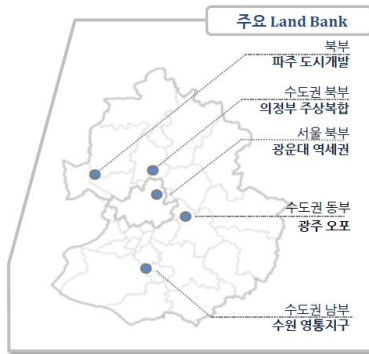 주요 Land Bank
북부
파주 도시개발
수도권 북부
의정부 주상복합
서울 북부
광운대 역세권
수도권 동부
광주 오포
수도권 남부
수원 영통지구